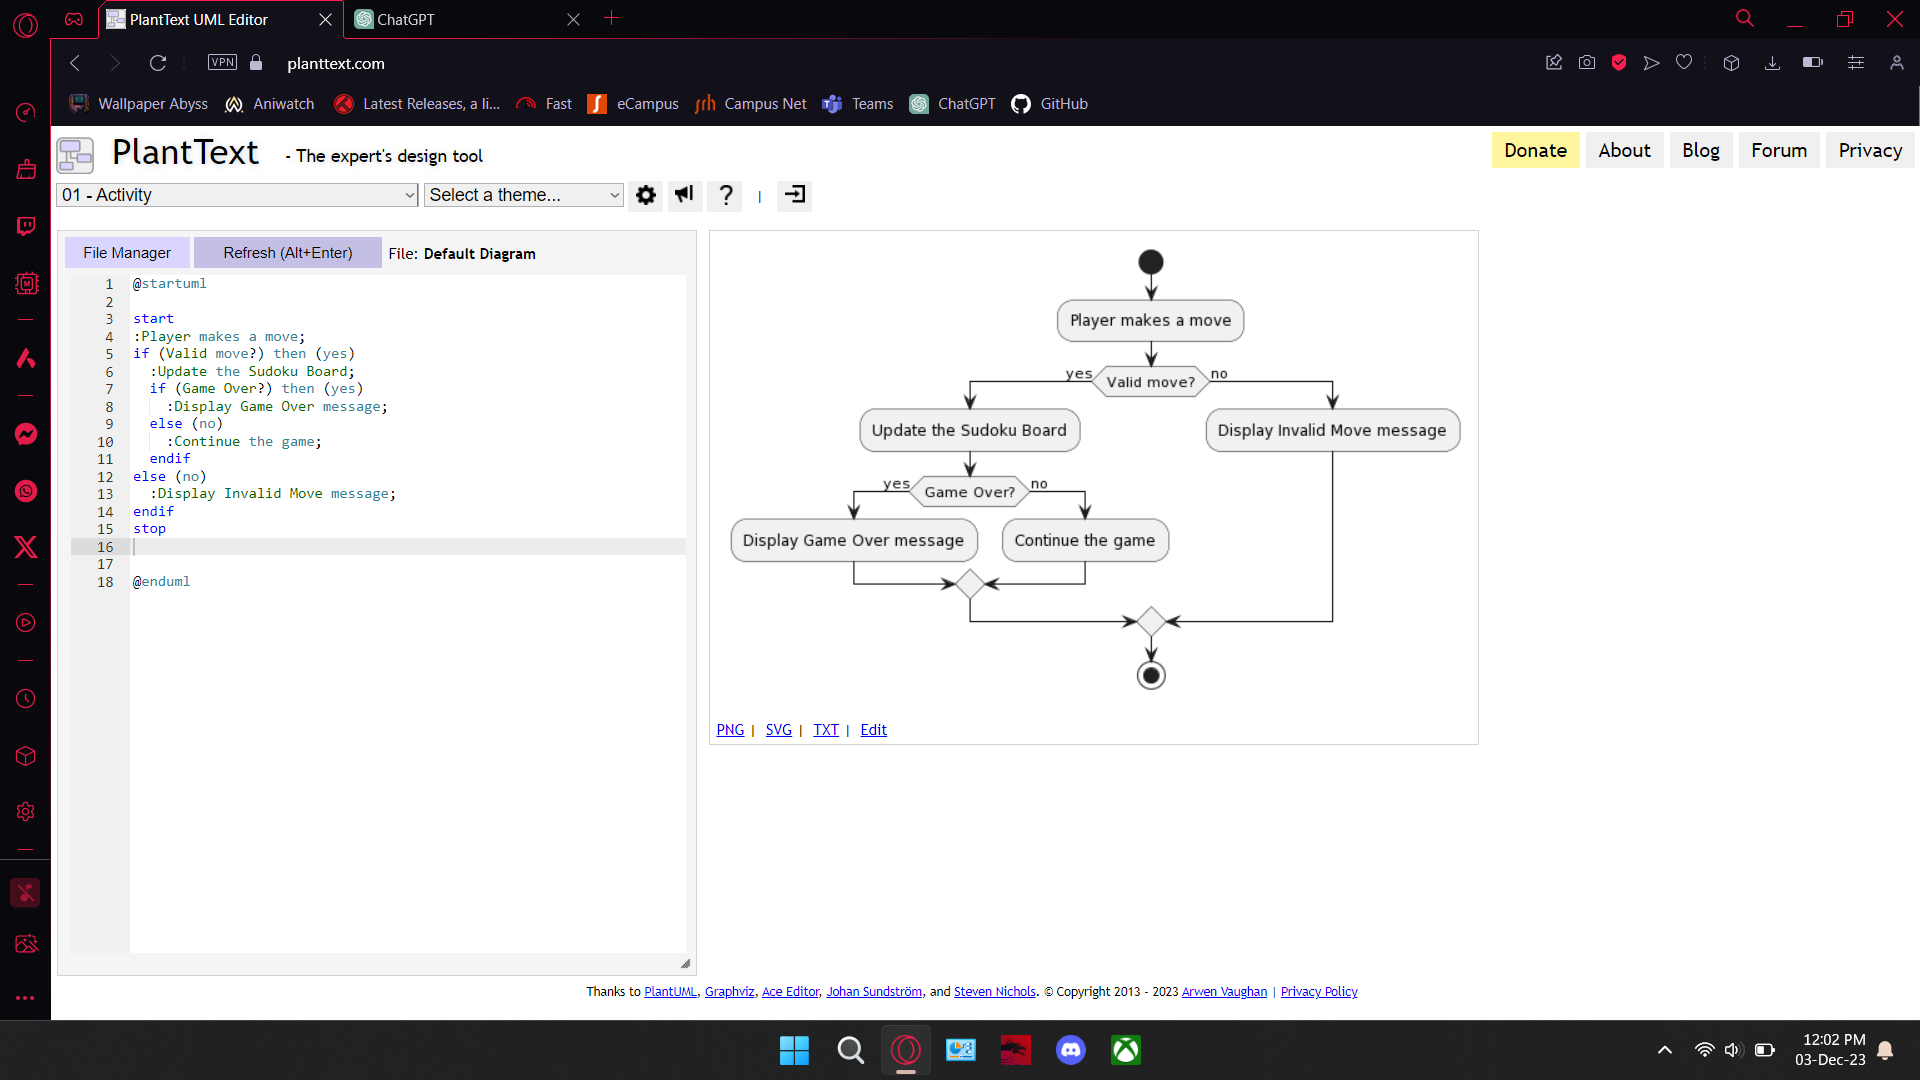 PlantText UML Editor
ChatGPT
VPN
planttext.com
Wallpaper Abyss
Aniwatch
Latest Releases, a li...
Fast
eCampus
Campus Net
Teams
ChatGPT
GitHub
PlantText - The expert's design tool
Donate
About
Blog
Forum
Privacy
01 - Activity
Select a theme...
?
|
File Manager
Refresh (Alt+Enter)
File: Default Diagram
1 @startuml
2
3 start
4 :Player makes a move;
5 if (Valid move?) then (yes)
6 :Update the Sudoku Board;
7 if (Game Over?) then (yes)
8 :Display Game Over message;
9 else (no)
10 :Continue the game;
11 endif
12 else (no)
13 :Display Invalid Move message;
14 endif
15 stop
16
17
18 @enduml
Player makes a move
yes
Valid move?
no
Update the Sudoku Board
Display Invalid Move message
yes
Game Over?
no
Display Game Over message
Continue the game
PNG | SVG | TXT | Edit
Thanks to PlantUML, Graphviz, Ace Editor, Johan Sundström, and Steven Nichols. © Copyright 2013 - 2023 Arwen Vaughan | Privacy Policy
12:02 PM
03-Dec-23